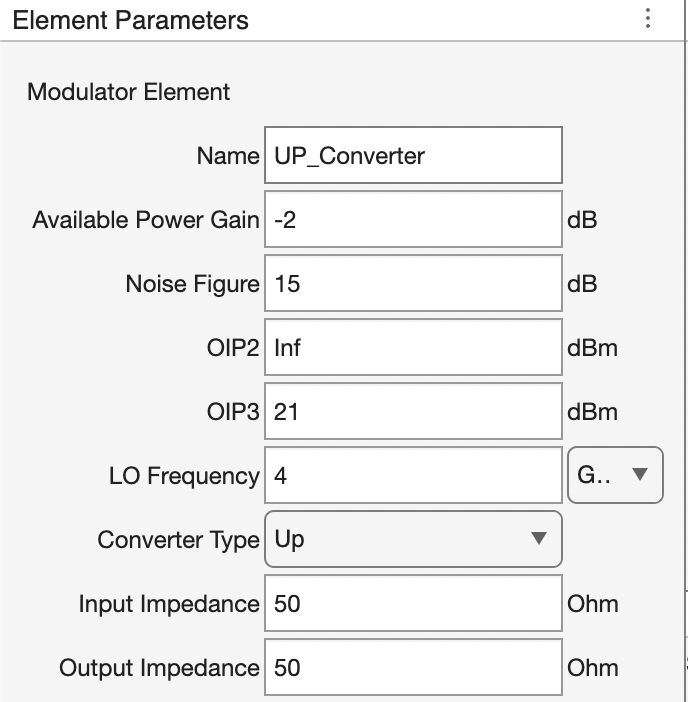 Element Parameters
Modulator Element
Name UP_Converter
Available Power Gain -2 dB
Noise Figure 15 dB
OIP2 Inf dBm
OIP3 21 dBm
LO Frequency 4 G..
Converter Type Up
Input Impedance 50 Ohm
Output Impedance 50 Ohm